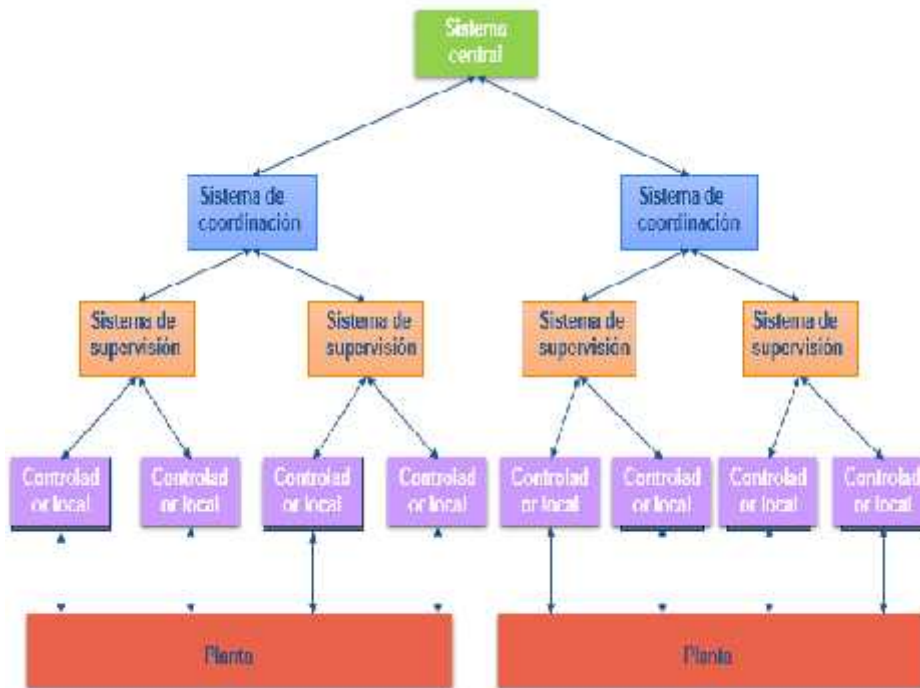 Sistema
central
Sistema de
coordinación
Sistema de
coordinación
Sistema de
supervisión
Sistema de
supervisión
Sistema de
supervisión
Sistema de
supervisión
Controlad
or local
Controlad
or local
Controlad
or local
Controlad
or local
Controlad
or local
Controlad
or local
Controlad
or local
Controlad
or local
Planta
Planta